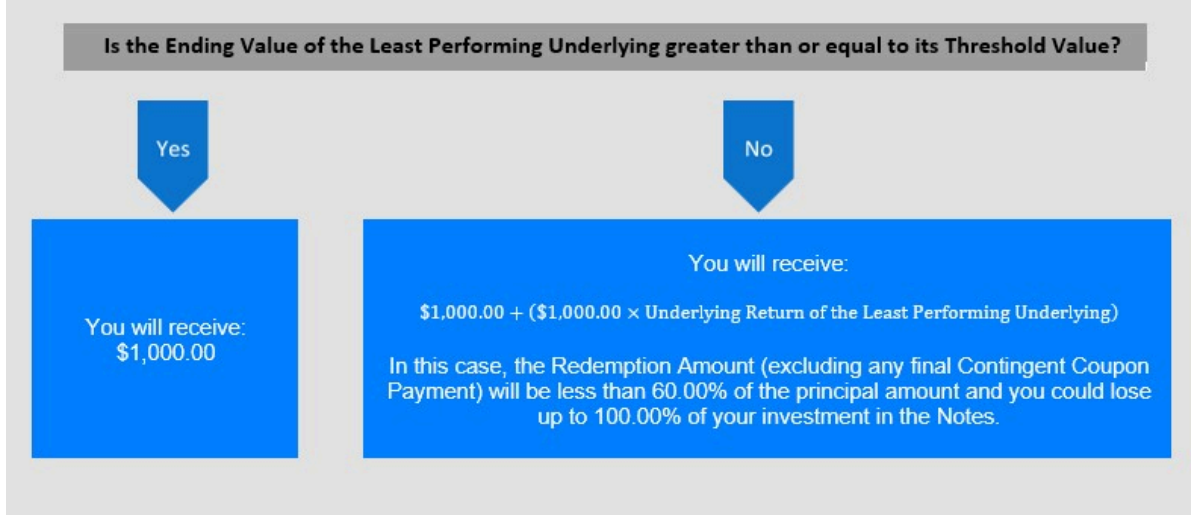 Is the Ending Value of the Least Performing Underlying greater than or equal to its Threshold Value?
Yes
No
You will receive:
$1,000.00
You will receive:
$1,000.00 + ($1,000.00 × Underlying Return of the Least Performing Underlying)
In this case, the Redemption Amount (excluding any final Contingent Coupon
Payment) will be less than 60.00% of the principal amount and you could lose
up to 100.00% of your investment in the Notes.